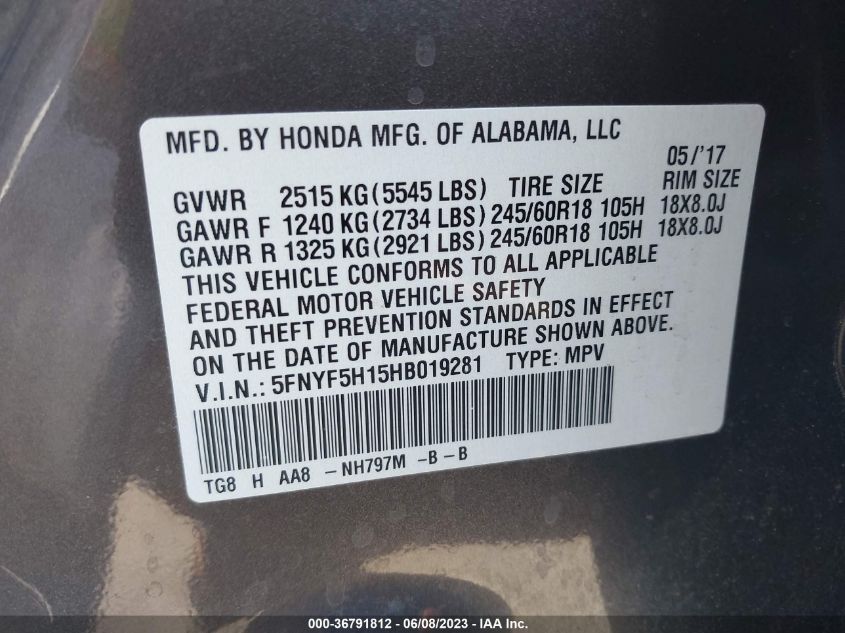 MFD. BY HONDA MFG. OF ALABAMA, LLC
05/'17
GVWR 2515 KG (5545 LBS) TIRE SIZE RIM SIZE
GAWR F 1240 KG (2734 LBS) 245/60R18 105H 18X8.0J
GAWR R 1325 KG (2921 LBS) 245/60R18 105H 18X8.0J
THIS VEHICLE CONFORMS TO ALL APPLICABLE
FEDERAL MOTOR VEHICLE SAFETY
AND THEFT PREVENTION STANDARDS IN EFFECT
ON THE DATE OF MANUFACTURE SHOWN ABOVE.
V.I.N.: 5FNYF5H15HB019281 TYPE: MPV
TG8 H AA8 -NH797M -B-B
000-36791812 - 06/08/2023 - IAA Inc.